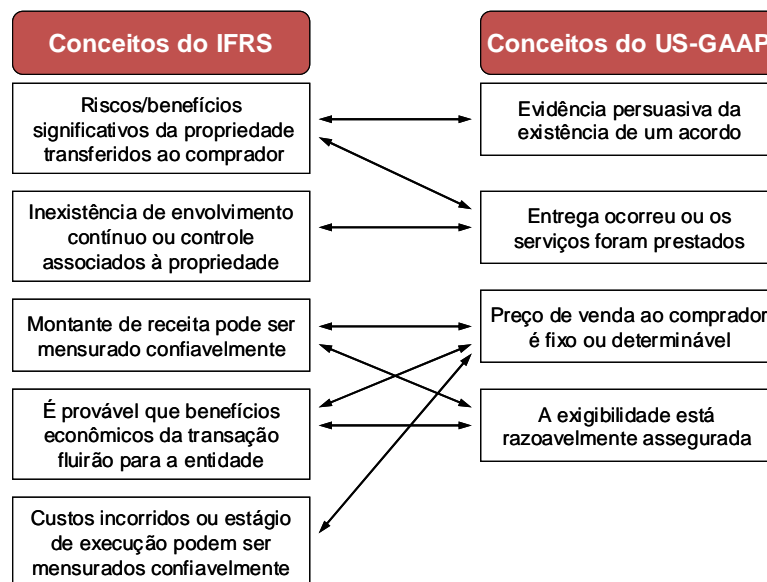 Conceitos do IFRS
Riscos/benefícios
significativos da propriedade
transferidos ao comprador
Inexistência de envolvimento
contínuo ou controle
associados à propriedade
Montante de receita pode ser
mensurado confiavelmente
É provável que benefícios
econômicos da transação
fluirão para a entidade
Custos incorridos ou estágio
de execução podem ser
mensurados confiavelmente
Conceitos do US-GAAP
Evidência persuasiva da
existência de um acordo
Entrega ocorreu ou os
serviços foram prestados
Preço de venda ao comprador
é fixo ou determinável
A exigibilidade está
razoavelmente assegurada